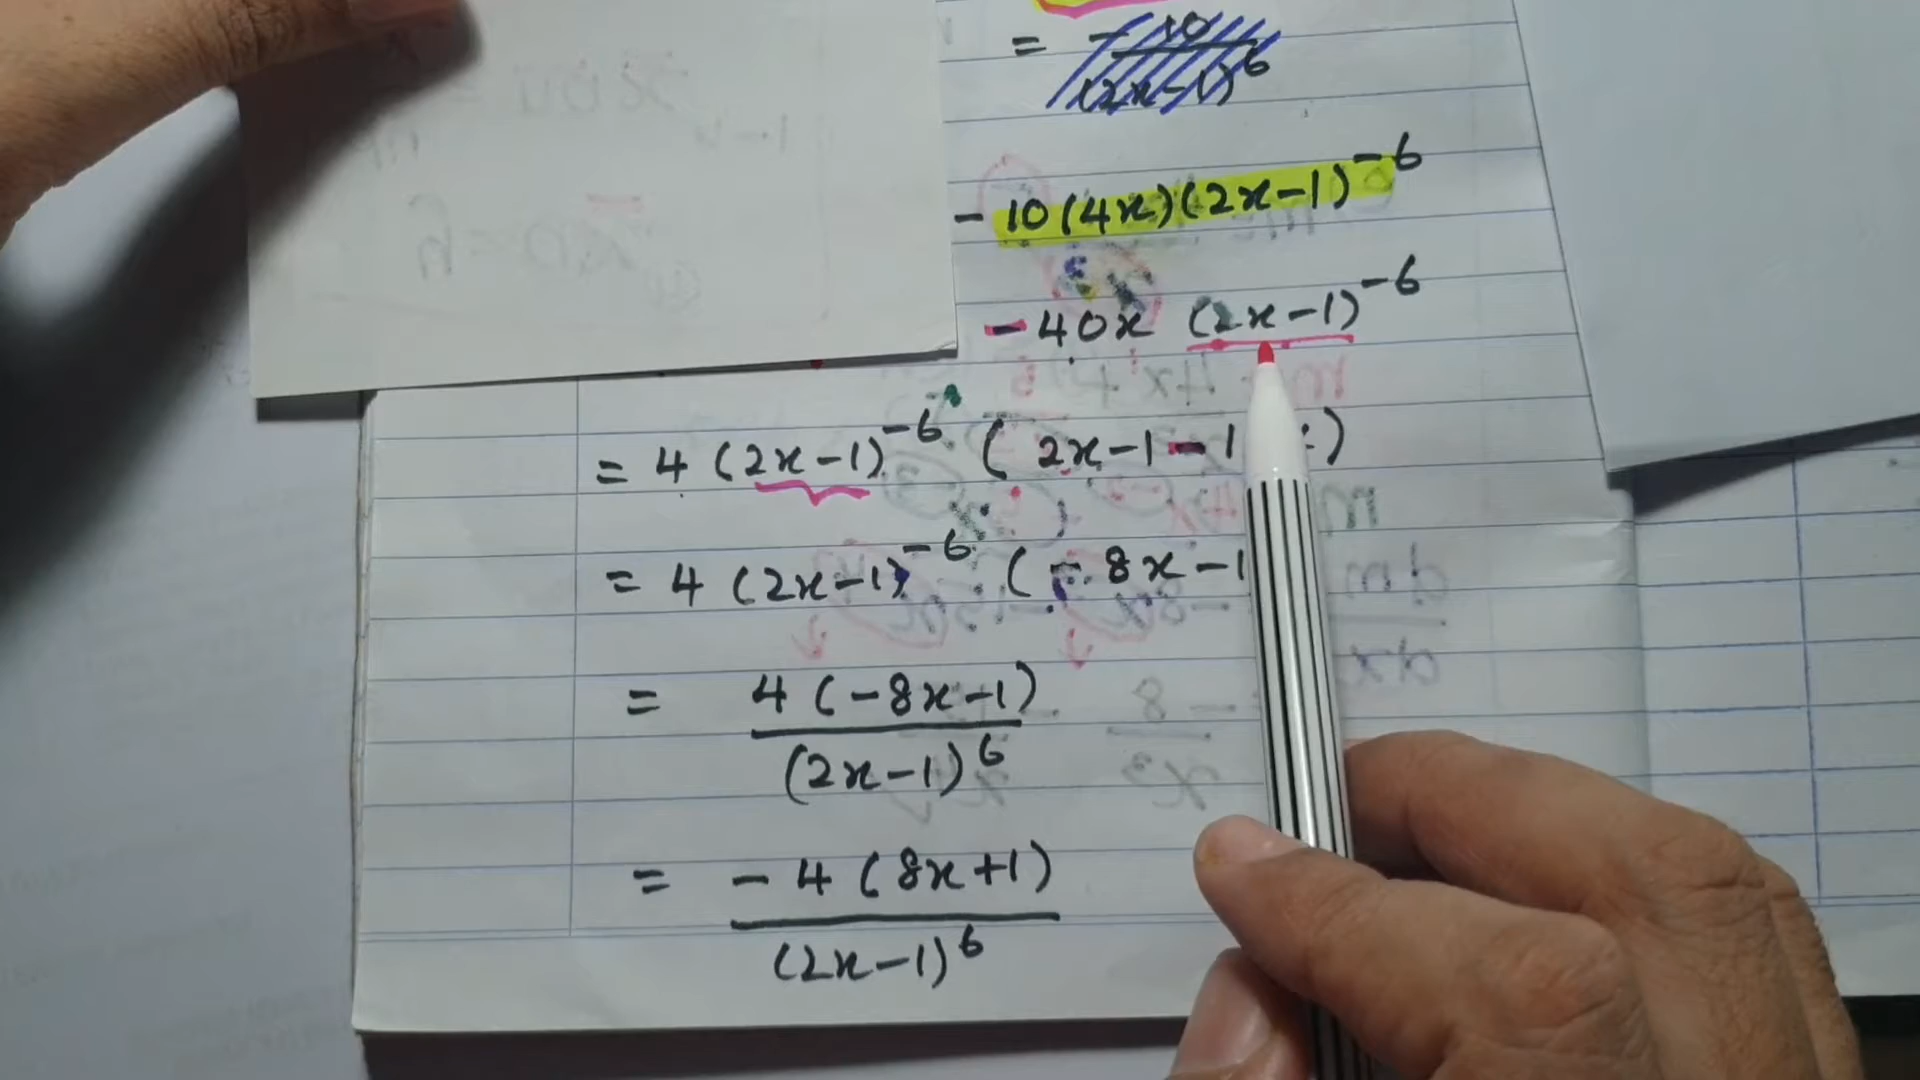 = - 10 / (2x-1)^6
- 10 (4x) (2x-1)^-6
- 40x (2x-1)^-6
= 4 (2x-1)^-6 ( 2x-1 - 1 )
= 4 (2x-1)^-6 ( - 8x-1
= 4 (-8x-1) / (2x-1)^6
= -4 (8x+1) / (2x-1)^6